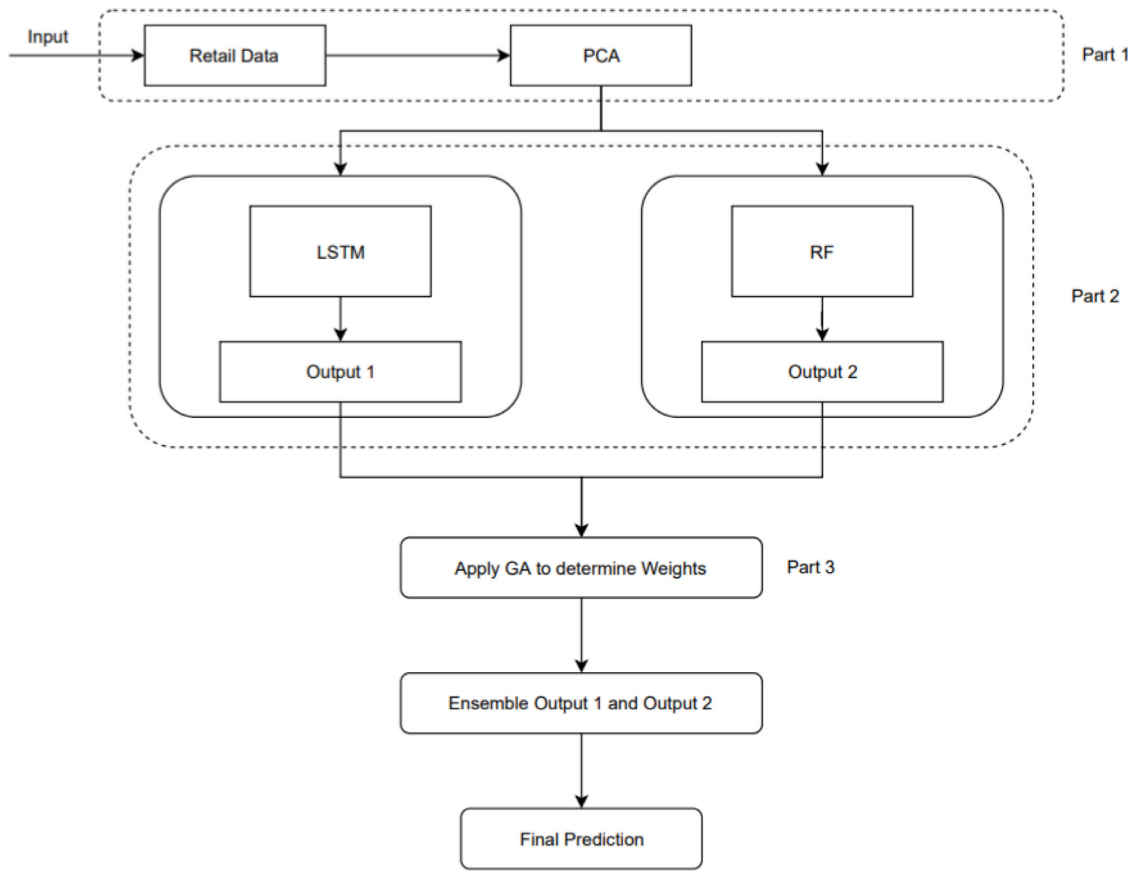 Input
Retail Data
PCA
Part 1
LSTM
RF
Part 2
Output 1
Output 2
Apply GA to determine Weights
Part 3
Ensemble Output 1 and Output 2
Final Prediction